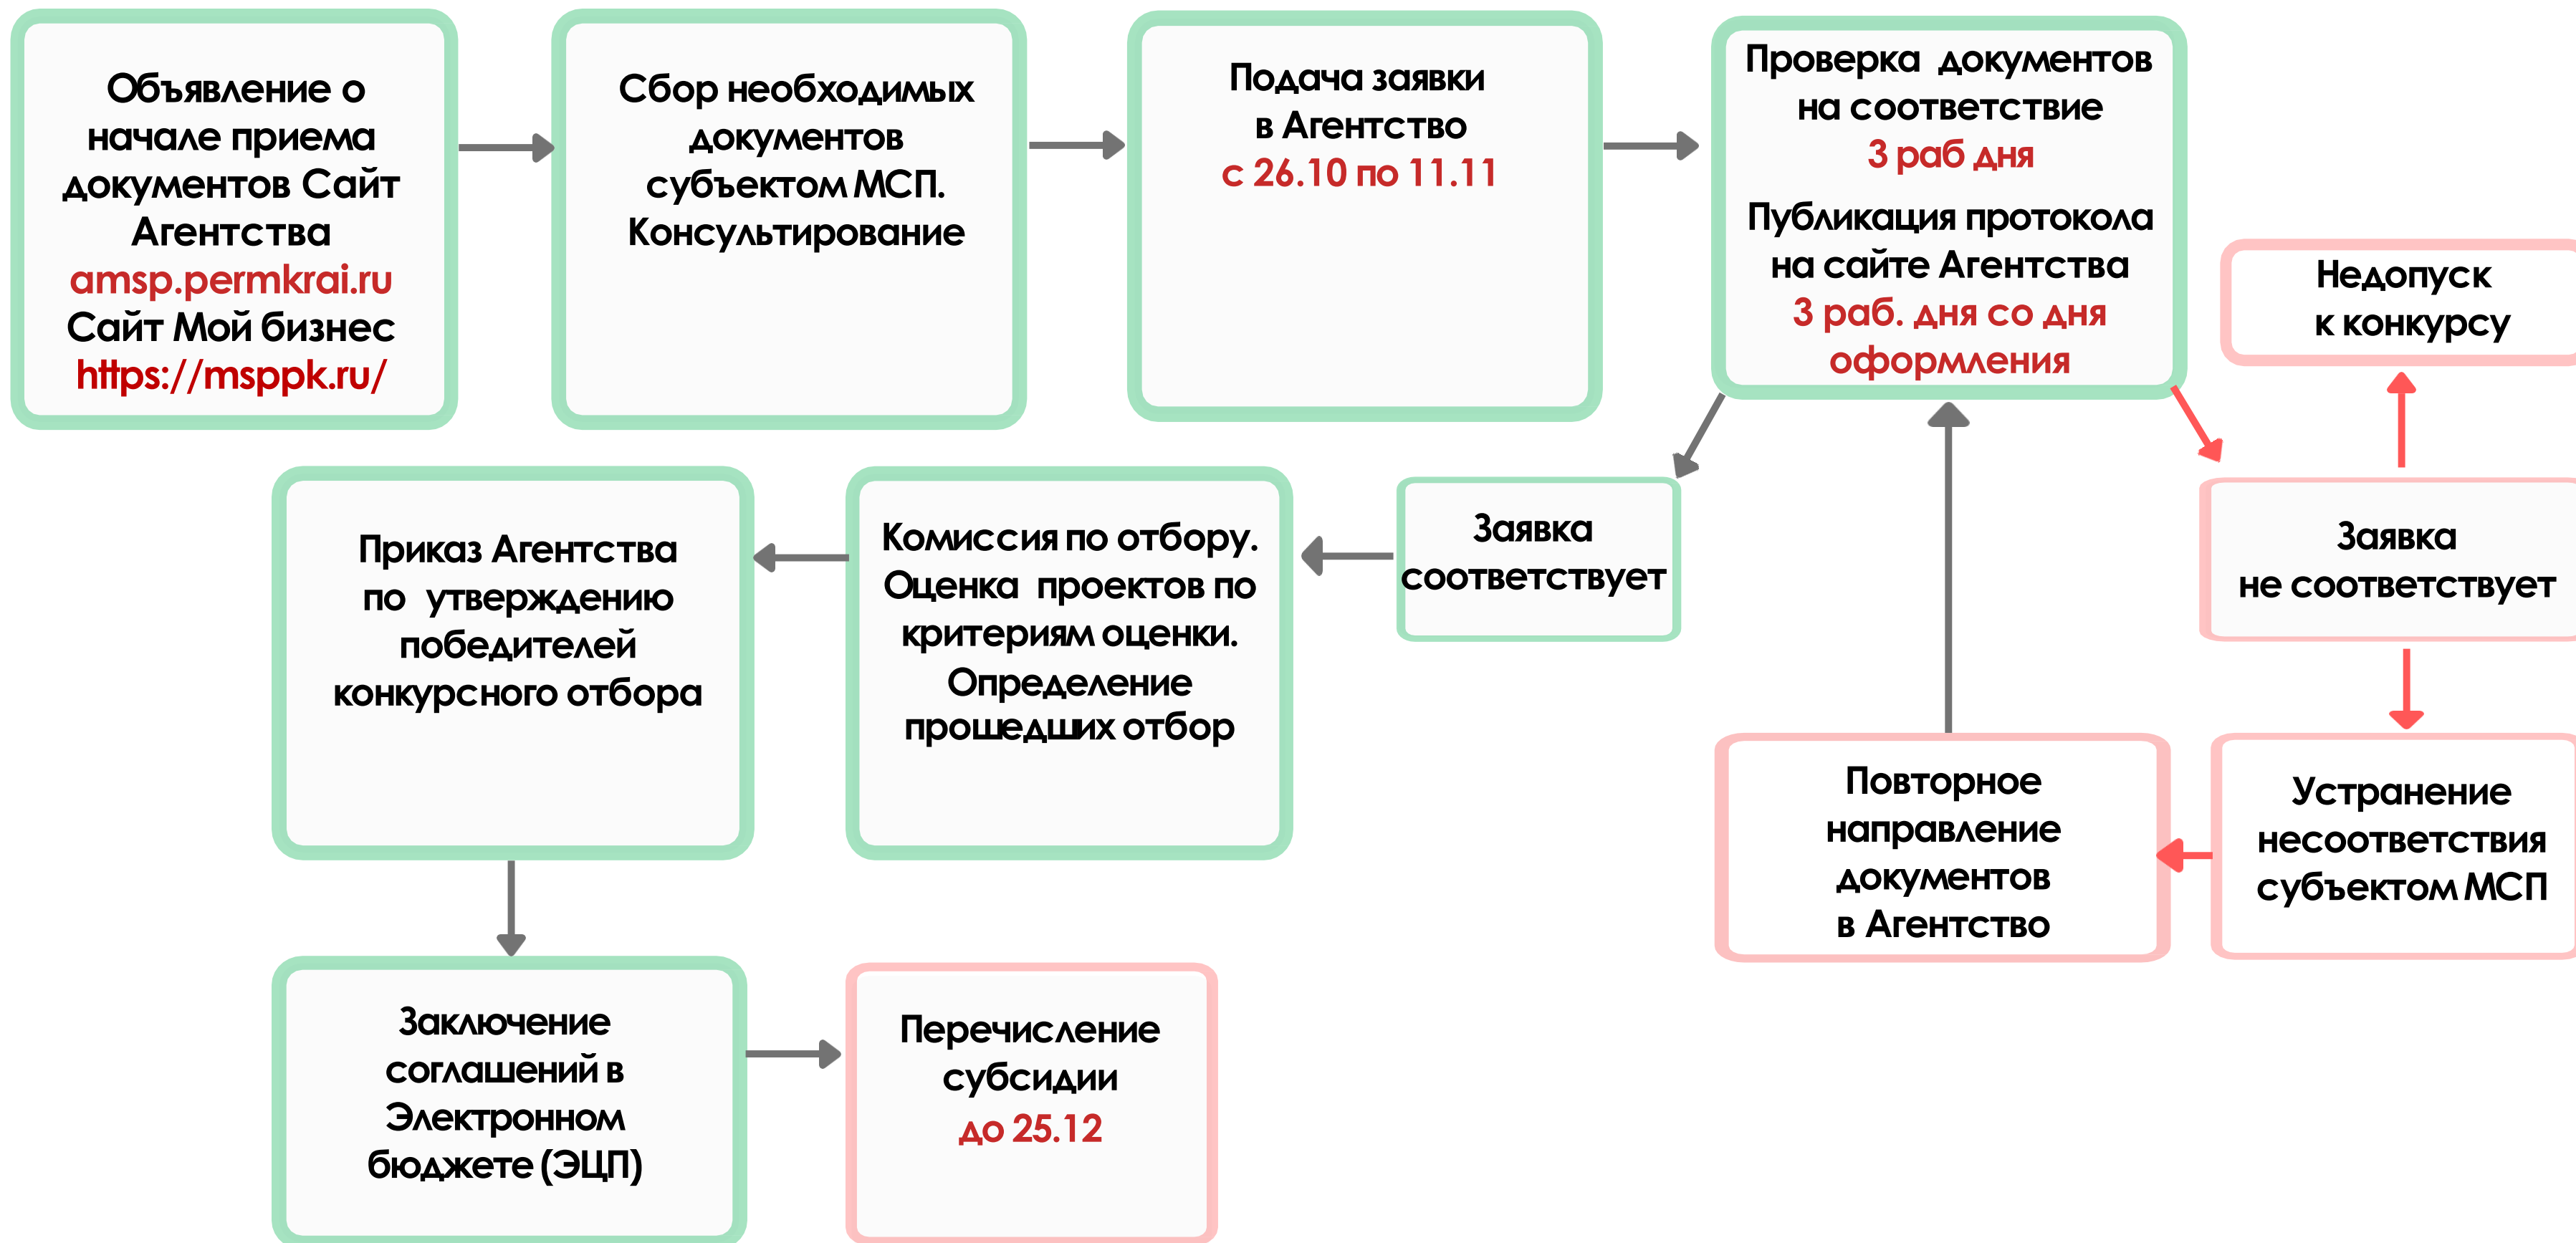 Объявление о
начале приема
документов Сайт
Агентства
amsp.permkrai.ru
Сайт Мой бизнес
https://msppk.ru/
Сбор необходимых
документов
субъектом МСП.
Консультирование
Подача заявки
в Агентство
с 26.10 по 11.11
Проверка документов
на соответствие
3 раб дня
Публикация протокола
на сайте Агентства
3 раб. дня со дня
оформления
Недопуск
к конкурсу
Приказ Агентства
по утверждению
победителей
конкурсного отбора
Комиссия по отбору.
Оценка проектов по
критериям оценки.
Определение
прошедших отбор
Заявка
соответствует
Заявка
не соответствует
Повторное
направление
документов
в Агентство
Устранение
несоответствия
субъектом МСП
Заключение
соглашений в
Электронном
бюджете (ЭЦП)
Перечисление
субсидии
до 25.12